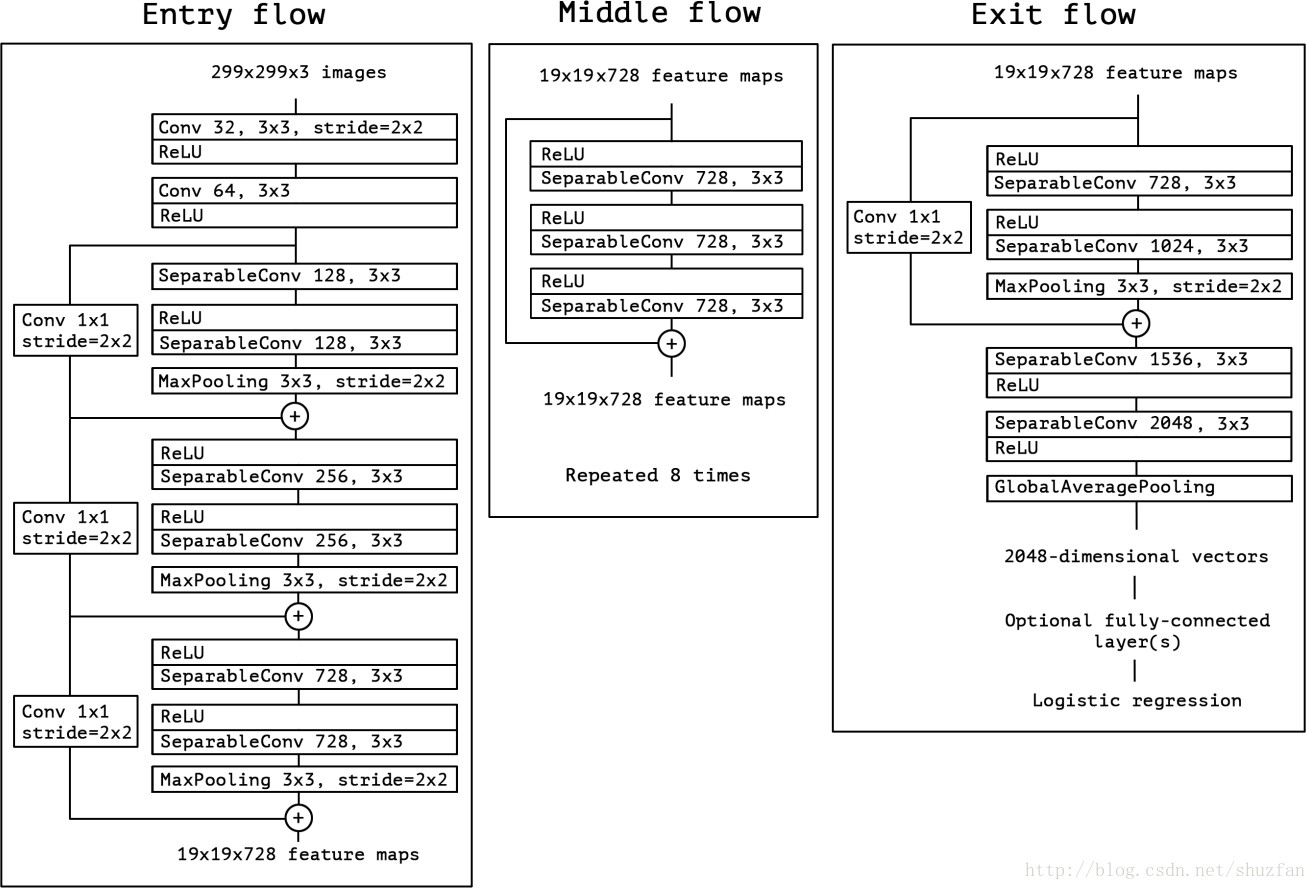 Entry flow
299x299x3 images
Conv 32, 3x3, stride=2x2
ReLU
Conv 64, 3x3
ReLU
SeparableConv 128, 3x3
Conv 1x1
stride=2x2
ReLU
SeparableConv 128, 3x3
MaxPooling 3x3, stride=2x2
+
ReLU
SeparableConv 256, 3x3
Conv 1x1
stride=2x2
ReLU
SeparableConv 256, 3x3
MaxPooling 3x3, stride=2x2
+
ReLU
SeparableConv 728, 3x3
Conv 1x1
stride=2x2
ReLU
SeparableConv 728, 3x3
MaxPooling 3x3, stride=2x2
+
19x19x728 feature maps
Middle flow
19x19x728 feature maps
ReLU
SeparableConv 728, 3x3
ReLU
SeparableConv 728, 3x3
ReLU
SeparableConv 728, 3x3
+
19x19x728 feature maps
Repeated 8 times
Exit flow
19x19x728 feature maps
ReLU
SeparableConv 728, 3x3
Conv 1x1
stride=2x2
ReLU
SeparableConv 1024, 3x3
MaxPooling 3x3, stride=2x2
+
SeparableConv 1536, 3x3
ReLU
SeparableConv 2048, 3x3
ReLU
GlobalAveragePooling
2048-dimensional vectors
Optional fully-connected
layer(s)
Logistic regression
http://blog.csdn.net/shuzfan